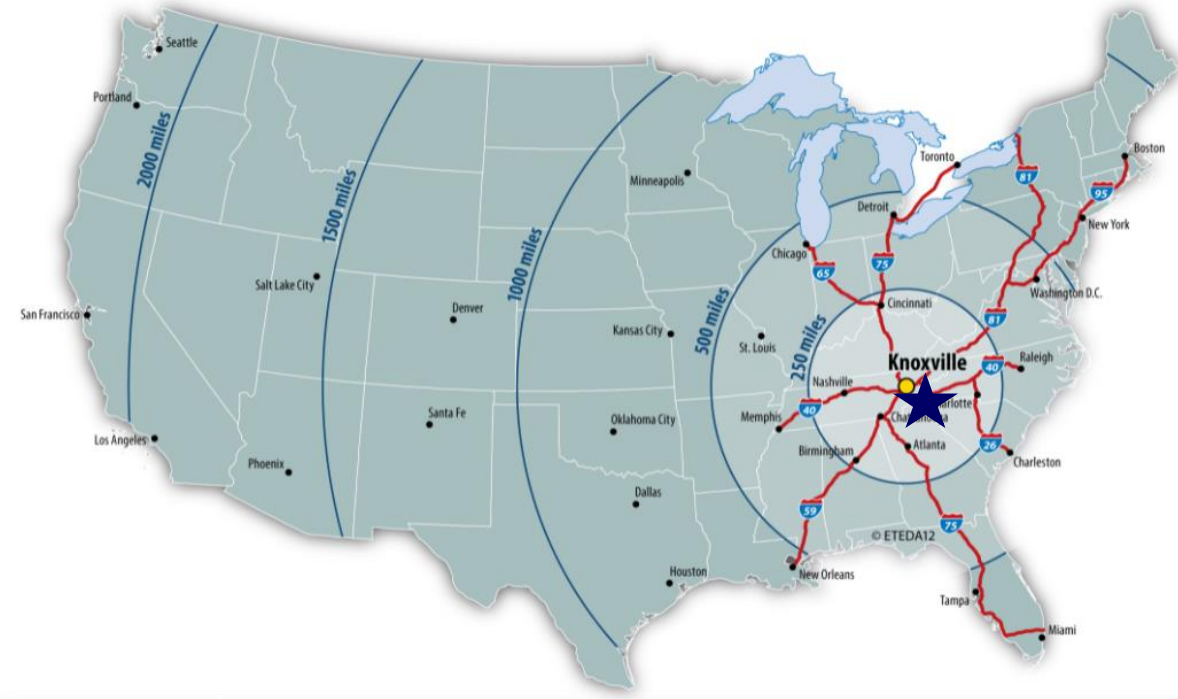 Seattle
Portland
2000 miles
1500 miles
1000 miles
500 miles
250 miles
Minneapolis
Toronto
Boston
81
95
Detroit
New York
Chicago
65
75
Salt Lake City
Washington D.C.
Cincinnati
San Francisco
Denver
Kansas City
St. Louis
81
Knoxville
40
Raleigh
Nashville
40
Memphis
Santa Fe
Oklahoma City
Los Angeles
Phoenix
Birmingham
Atlanta
26
Charleston
Dallas
59
75
© ETEDA12
Houston
New Orleans
Tampa
Miami